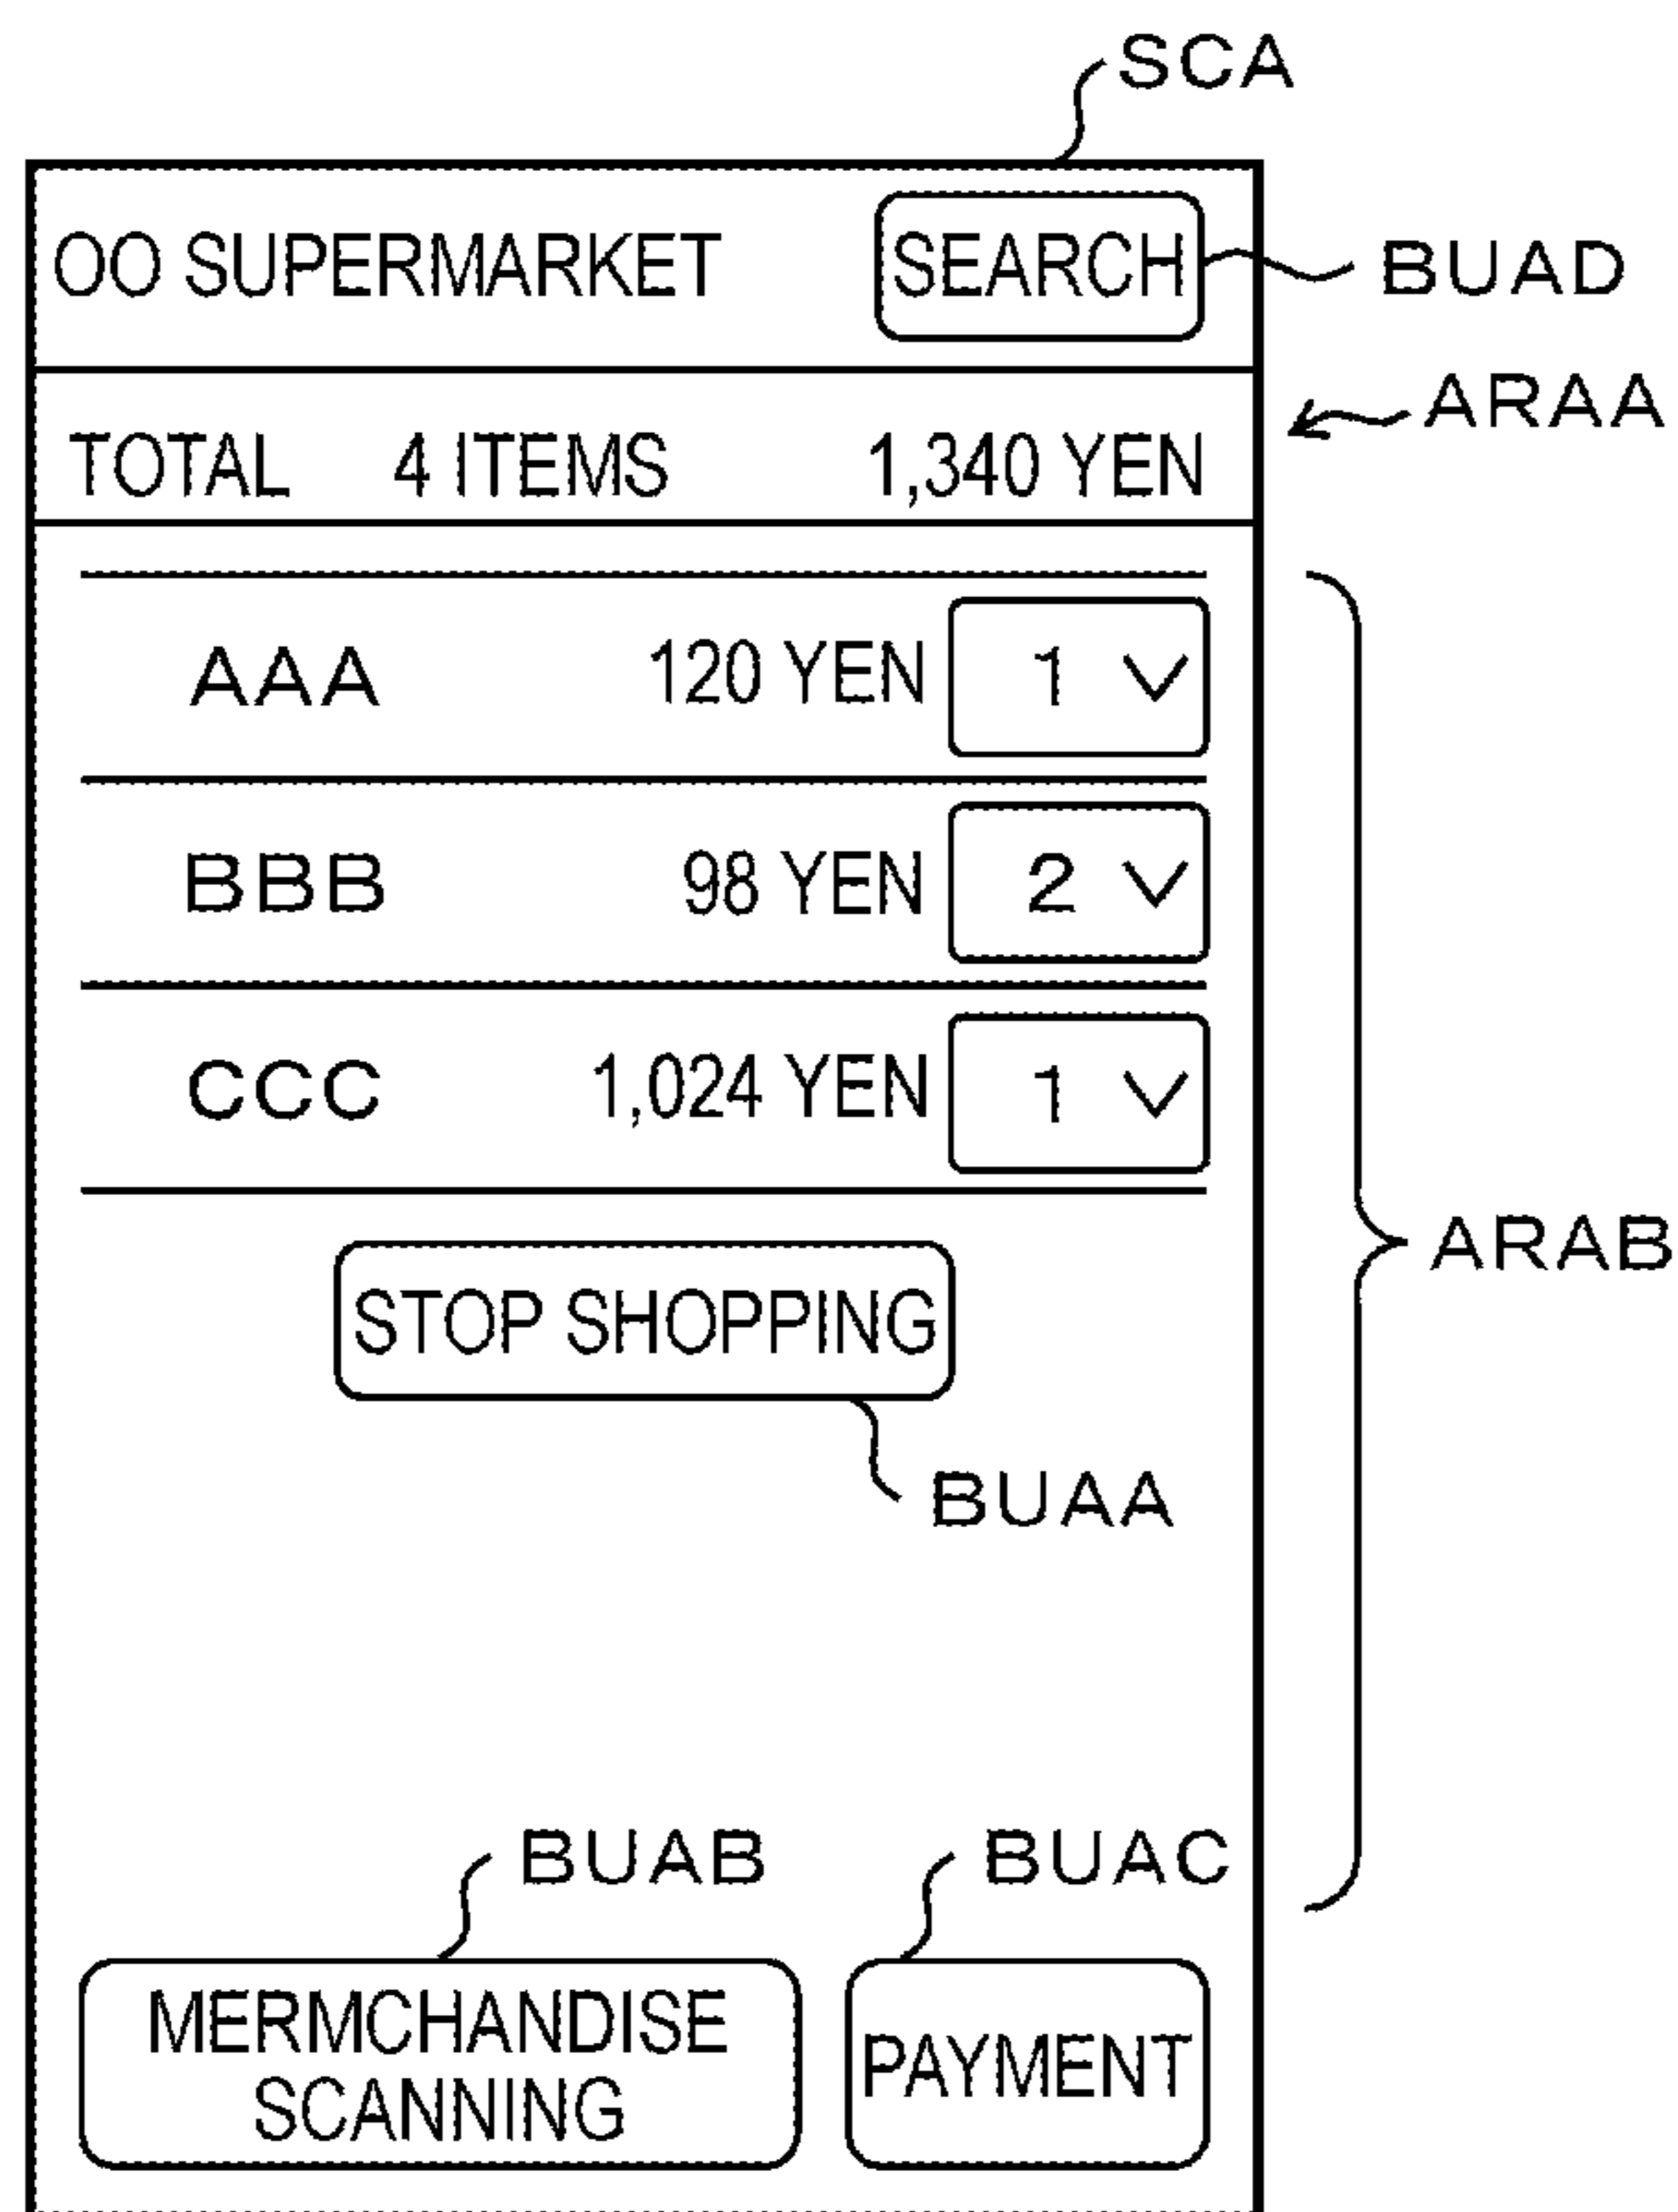 SCA
OO SUPERMARKET SEARCH BUAD
ARAA
TOTAL 4 ITEMS 1,340 YEN
AAA 120 YEN 1
BBB 98 YEN 2
CCC 1,024 YEN 1
ARAB
STOP SHOPPING
BUAA
BUAB BUAC
MERMCHANDISE
SCANNING
PAYMENT